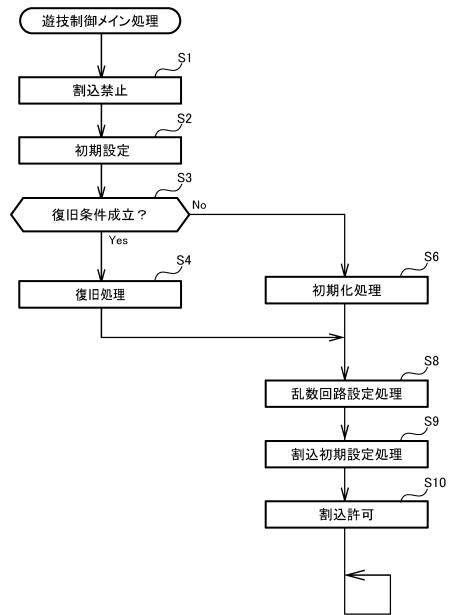 遊技制御メイン処理
S1
割込禁止
S2
初期設定
S3
復旧条件成立？
No
Yes
S4
復旧処理
S6
初期化処理
S8
乱数回路設定処理
S9
割込初期設定処理
S10
割込許可